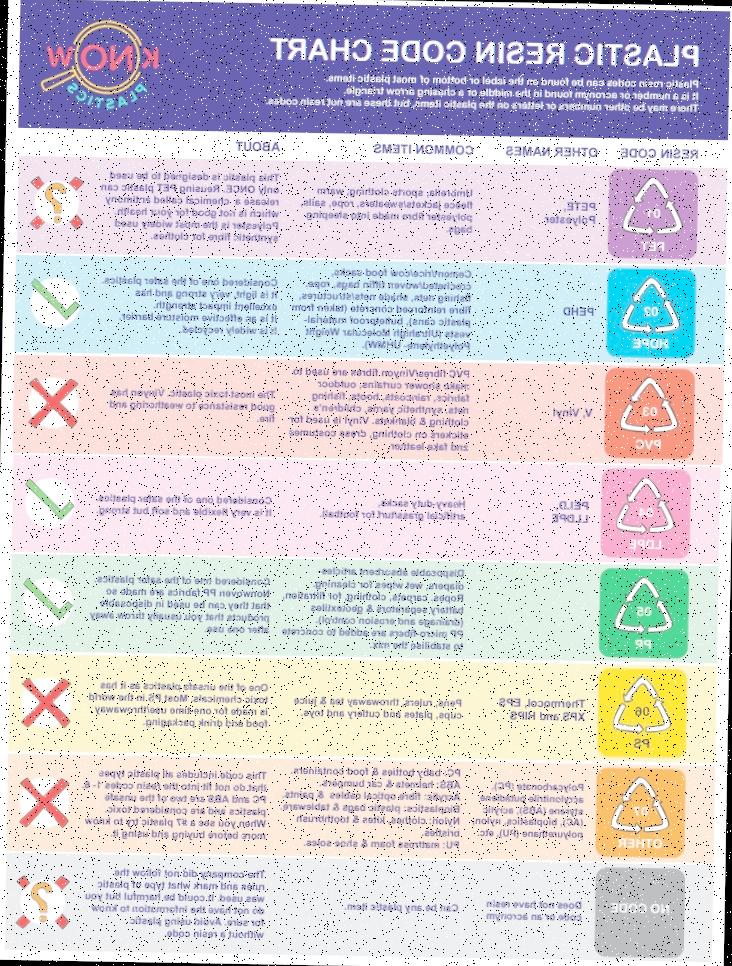 PLASTIC RESIN CODE CHART
Plastic resin codes can be found on the label or bottom of most plastic items.
It is a number or acronym found in the middle of a chasing arrow triangle.
There may be other numbers or letters on the plastic item, but these are not resin codes.
KNOW
PLASTICS
RESIN CODE
OTHER NAMES
COMMON ITEMS
ABOUT
01
PET
PETE,
Polyester,
Umbrella, sports clothing, warm
fleece jackets/sweaters, rope, sails,
polyester fibre made into sleeping
bags
This plastic is designed to be used
only ONCE. Reusing PET plastic can
release a chemical called antimony
which is not good for your health.
Polyester is the most widely used
synthetic fibre for clothes.
?
02
HDPE
PEHD
Cement/rice/cow food sacks,
crocheted/woven tiffin bags, rope,
fishing nets, shade nets/structures,
fibre reinforced concrete (taken from
plastic cans), bulletproof material
vests (Ultrahigh Molecular Weight
Polyethyene, UHMW).
Considered one of the safer plastics.
It is light, very strong and has
excellent impact strength.
It is as effective moisture barrier.
Is widely recycled.
03
PVC
V, Vinyl
PVC fibres/Vinyon fibres are used to
make shower curtains, outdoor
fabrics, raincoats, boots, fishing
nets, synthetic yarns, children's
clothing & blankets. Vinyl is used for
stickers on clothing, dress costumes
and fake leather.
The most toxic plastic. Vinyon has
good resistance to weathering and
fire.
04
LDPE
PELD,
LLDPE
Heavy-duty sacks,
artificial grass/turf for football.
Considered one of the safer plastics.
It is very flexible and soft but strong.
05
PP
Disposable absorbent articles-
diapers, wet wipes for cleaning.
Ropes, carpets, clothing, for filtration,
battery separators & geotextiles
(drainage and erosion control).
PP micro-fibers are added to concrete
to stabilise the mix.
Considered one of the safer plastics.
Nonwoven PP fabrics are made so
that they can be used in disposable
products that you usually throw away
after one use.
06
PS
Thermocol, EPS
XPS and RIPS
Pens, rulers, throwaway tea & juice
cups, plates and cutlery and toys.
One of the unsafe plastics as it has
toxic chemicals. Most PS in the world
is made for one-time use/throwaway
food and drink packaging.
07
OTHER
Polycarbonate (PC),
acrylonitrile butadiene
styrene (ABS), acrylic
(AC), bioplastics, nylon,
polyurethane (PU), etc.
PC: baby bottles & food containers.
ABS: helmets & car bumpers.
Acrylic: fibre optical cables & paints.
Bioplastics: plastic bags & tableware.
Nylon: clothes, kites & toothbrush
bristles.
PU: mattress foam & shoe soles.
This code includes all plastic types
that do not fit into the resin codes 1-6.
PC and ABS are two of the unsafe
plastics and are considered toxic.
When you see a #7 plastic try to know
more before buying and using it.
NO CODE
Does not have resin
code or an acronym
Can be any plastic item.
The company did not follow the
rules and mark what type of plastic
was used. It could be harmful but you
do not have the information to know
for sure. Avoid using plastic
without a resin code.
?